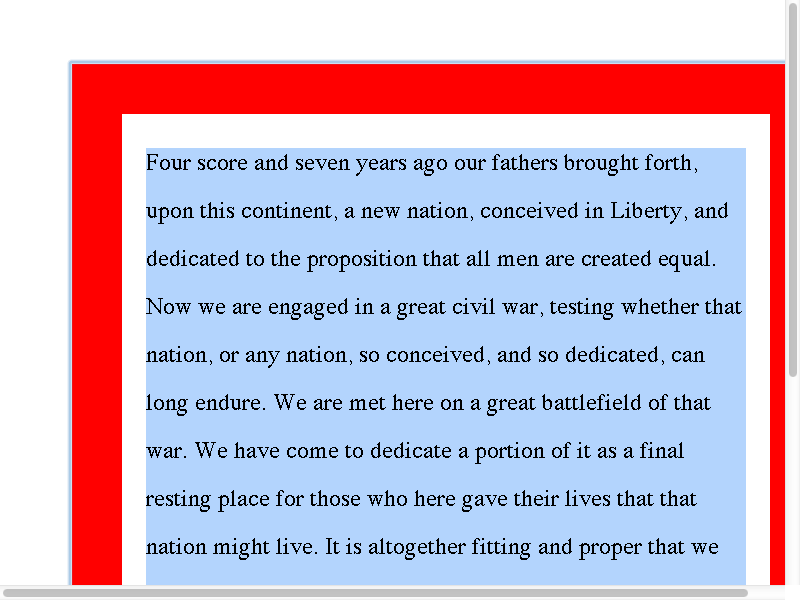 Four score and seven years ago our fathers brought forth,
upon this continent, a new nation, conceived in Liberty, and
dedicated to the proposition that all men are created equal.
Now we are engaged in a great civil war, testing whether that
nation, or any nation, so conceived, and so dedicated, can
long endure. We are met here on a great battlefield of that
war. We have come to dedicate a portion of it as a final
resting place for those who here gave their lives that that
nation might live. It is altogether fitting and proper that we